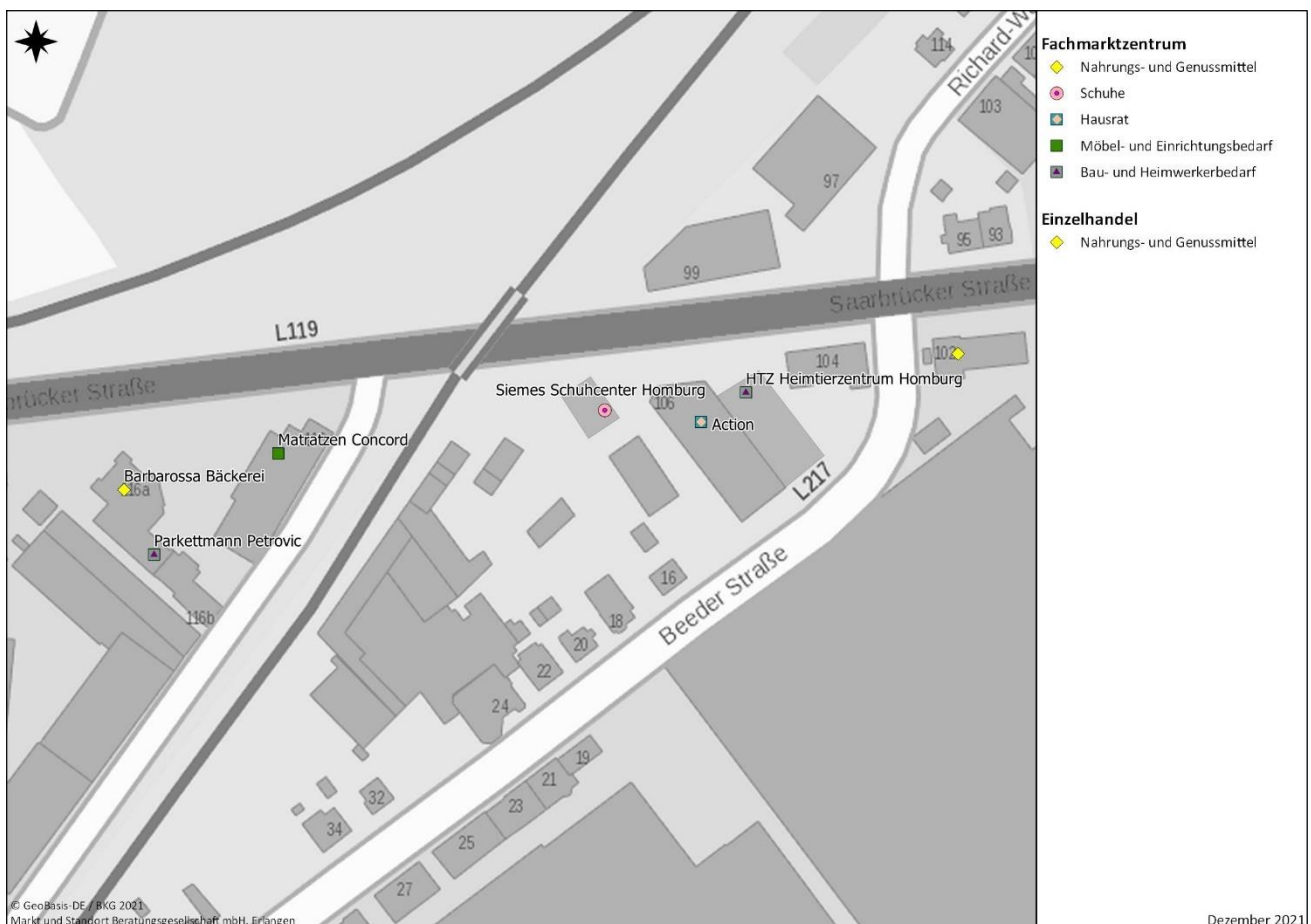 114
Richard-W
103
97
95
93
99
Saarbrücker Straße
L119
rücker Straße
102
104
HTZ Heimtierzentrum Homburg
Siemes Schuhcenter Homburg
106
Action
Matratzen Concord
Barbarossa Bäckerei
16a
L217
Parkettmann Petrovic
116b
Beeder Straße
16
18
20
22
24
19
21
23
25
27
32
34
© GeoBasis-DE / BKG 2021
Markt und Standort Beratungsgesellschaft mbH, Erlangen
Fachmarktzentrum
Nahrungs- und Genussmittel
Schuhe
Hausrat
Möbel- und Einrichtungsbedarf
Bau- und Heimwerkerbedarf
Einzelhandel
Nahrungs- und Genussmittel
Dezember 2021